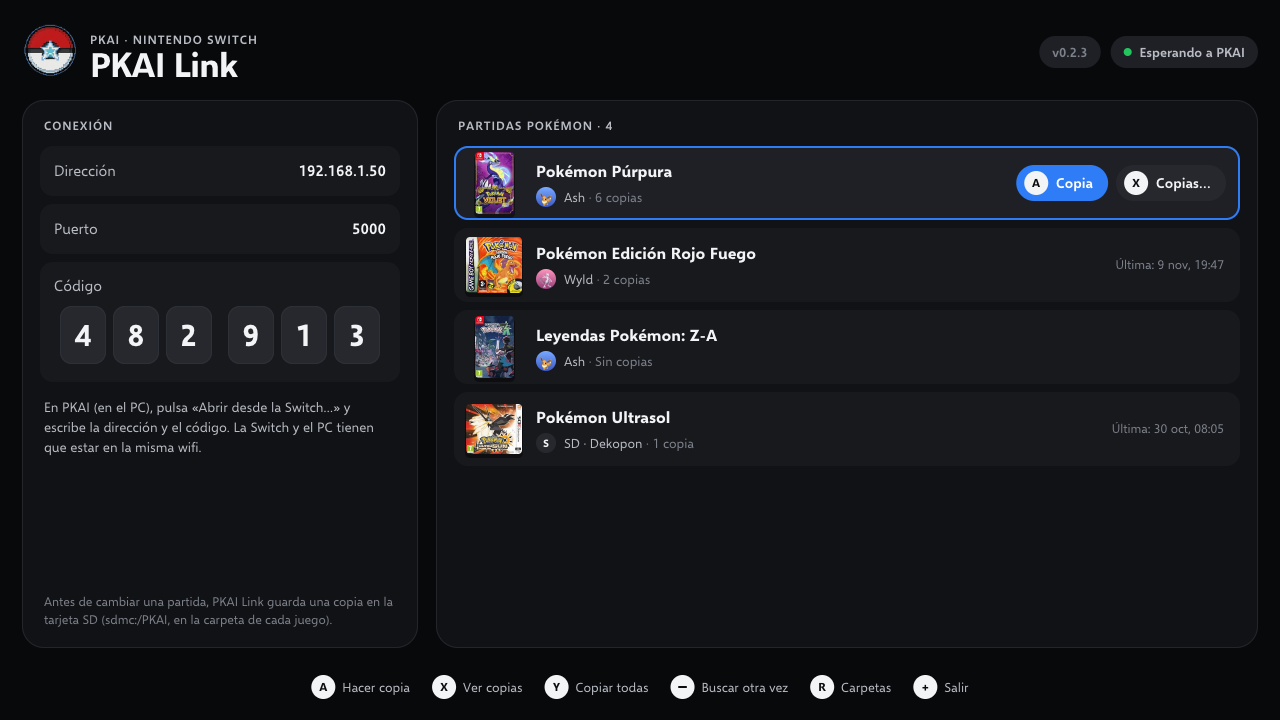 PKAI · NINTENDO SWITCH
PKAI Link
v0.2.3
Esperando a PKAI
CONEXIÓN
Dirección
192.168.1.50
Puerto
5000
Código
4 8 2 9 1 3
En PKAI (en el PC), pulsa «Abrir desde la Switch...» y
escribe la dirección y el código. La Switch y el PC tienen
que estar en la misma wifi.
Antes de cambiar una partida, PKAI Link guarda una copia en la
tarjeta SD (sdmc:/PKAI, en la carpeta de cada juego).
PARTIDAS POKÉMON · 4
Pokémon Púrpura
Ash · 6 copias
A Copia
X Copias...
Pokémon Edición Rojo Fuego
Wyld · 2 copias
Última: 9 nov, 19:47
Leyendas Pokémon: Z-A
Ash · Sin copias
Pokémon Ultrasol
S SD · Dekopon · 1 copia
Última: 30 oct, 08:05
A Hacer copia
X Ver copias
Y Copiar todas
− Buscar otra vez
R Carpetas
+ Salir